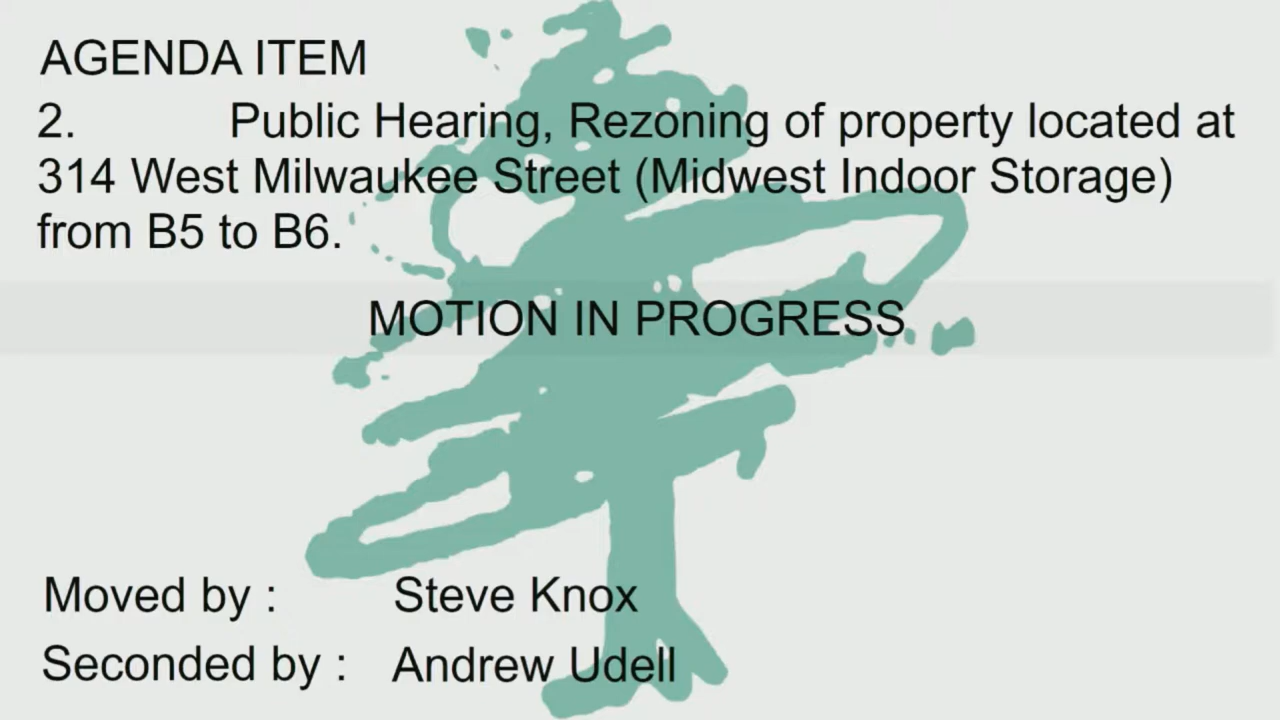 AGENDA ITEM
2. Public Hearing, Rezoning of property located at
314 West Milwaukee Street (Midwest Indoor Storage)
from B5 to B6.
MOTION IN PROGRESS
Moved by : Steve Knox
Seconded by : Andrew Udell